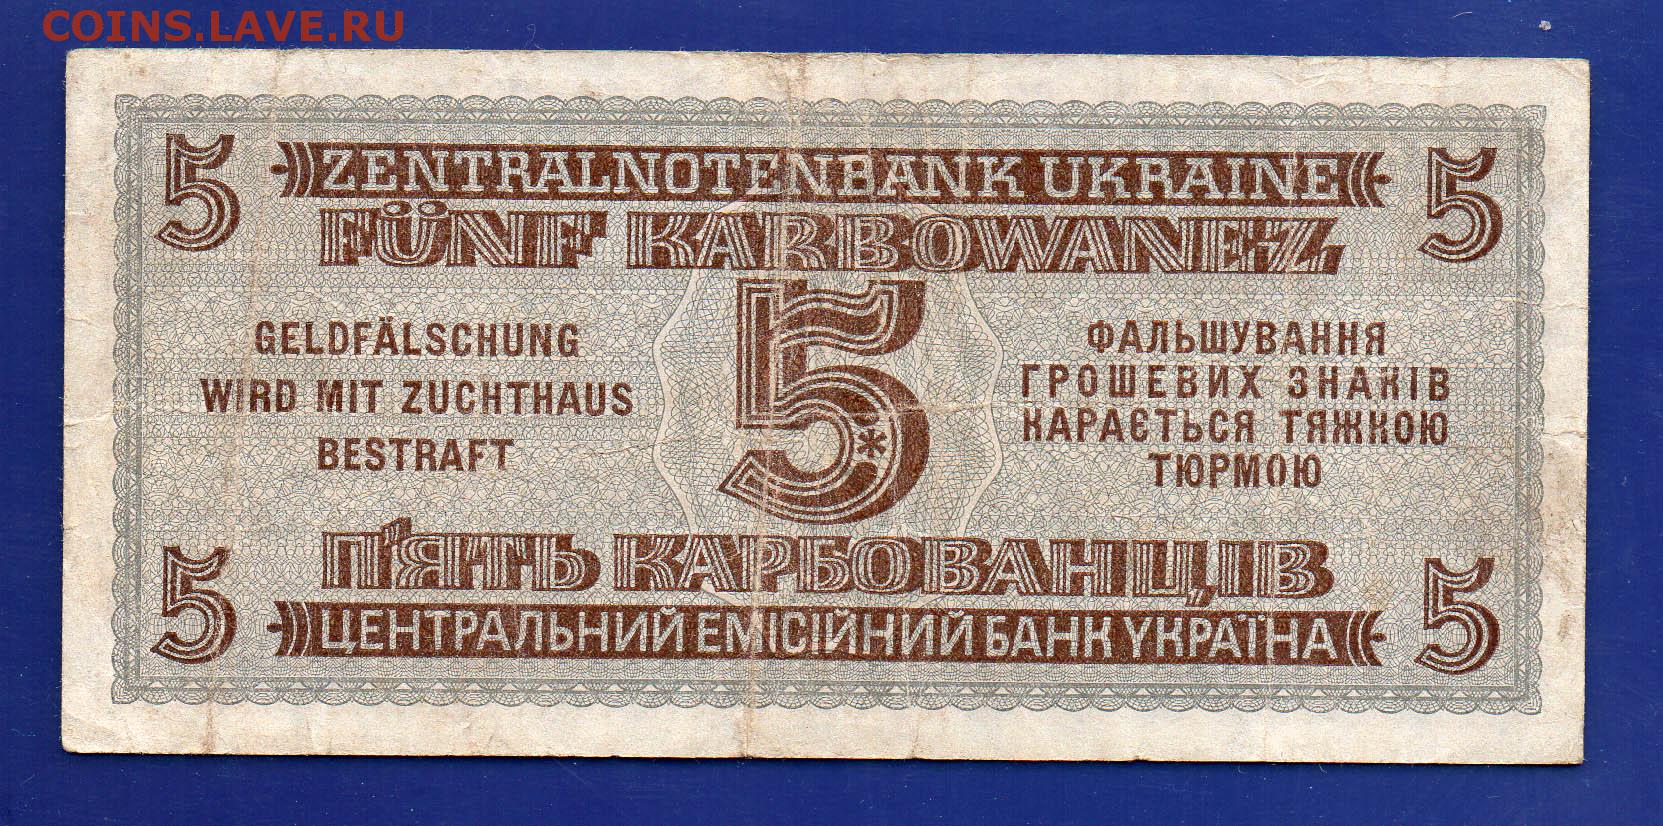 COINS.LAVE.RU
5 ZENTRALNOTENBANK UKRAINE 5
FÜNF KARBOWANEZ
GELDFÄLSCHUNG
WIRD MIT ZUCHTHAUS
BESTRAFT
5
*
ФАЛЬШУВАННЯ
ГРОШЕВИХ ЗНАКІВ
КАРАЄТЬСЯ ТЯЖКОЮ
ТЮРМОЮ
П'ЯТЬ КАРБОВАНЦІВ
5 ЦЕНТРАЛЬНИЙ ЕМІСІЙНИЙ БАНК УКРАЇНА 5